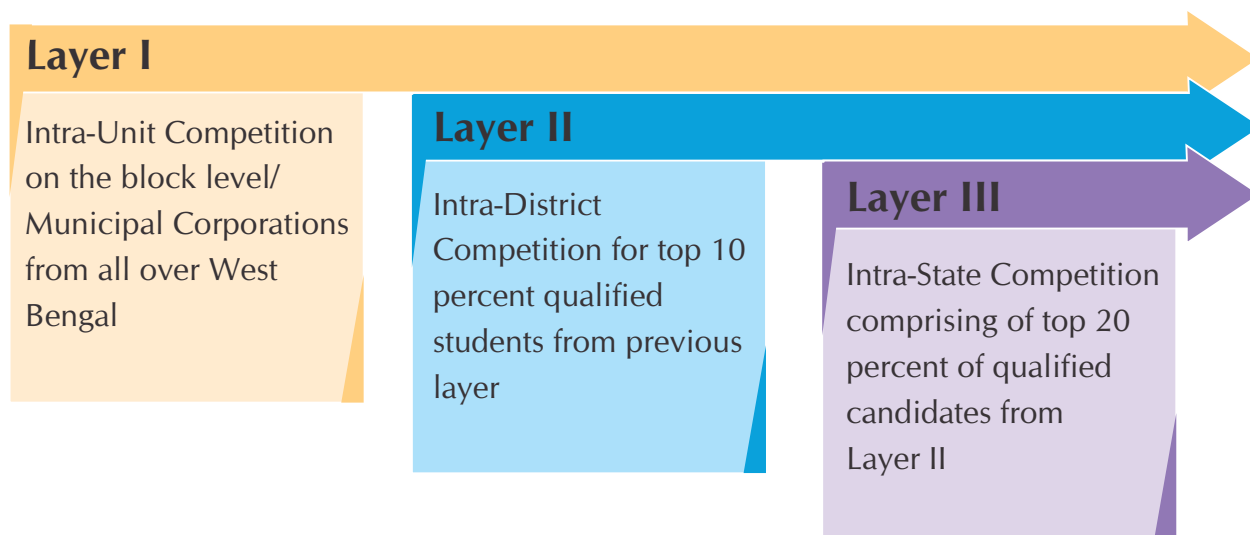 Layer I
Intra-Unit Competition
on the block level/
Municipal Corporations
from all over West
Bengal
Layer II
Intra-District
Competition for top 10
percent qualified
students from previous
layer
Layer III
Intra-State Competition
comprising of top 20
percent of qualified
candidates from
Layer II